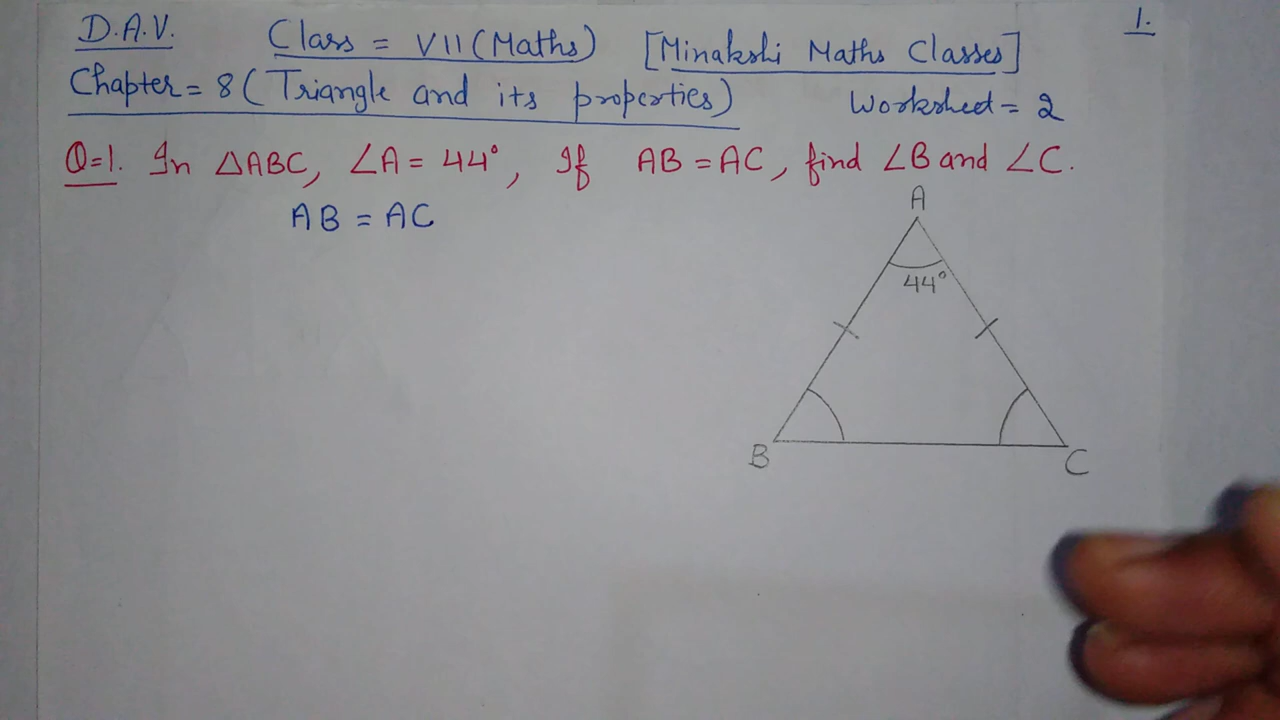 1.
D.A.V. Class = VII (Maths) [Minakshi Maths Classes]
Chapter = 8 (Triangle and its properties) Worksheet = 2
Q=1. In △ABC, ∠A = 44°, If AB = AC, find ∠B and ∠C.
AB = AC
A
44°
B
C